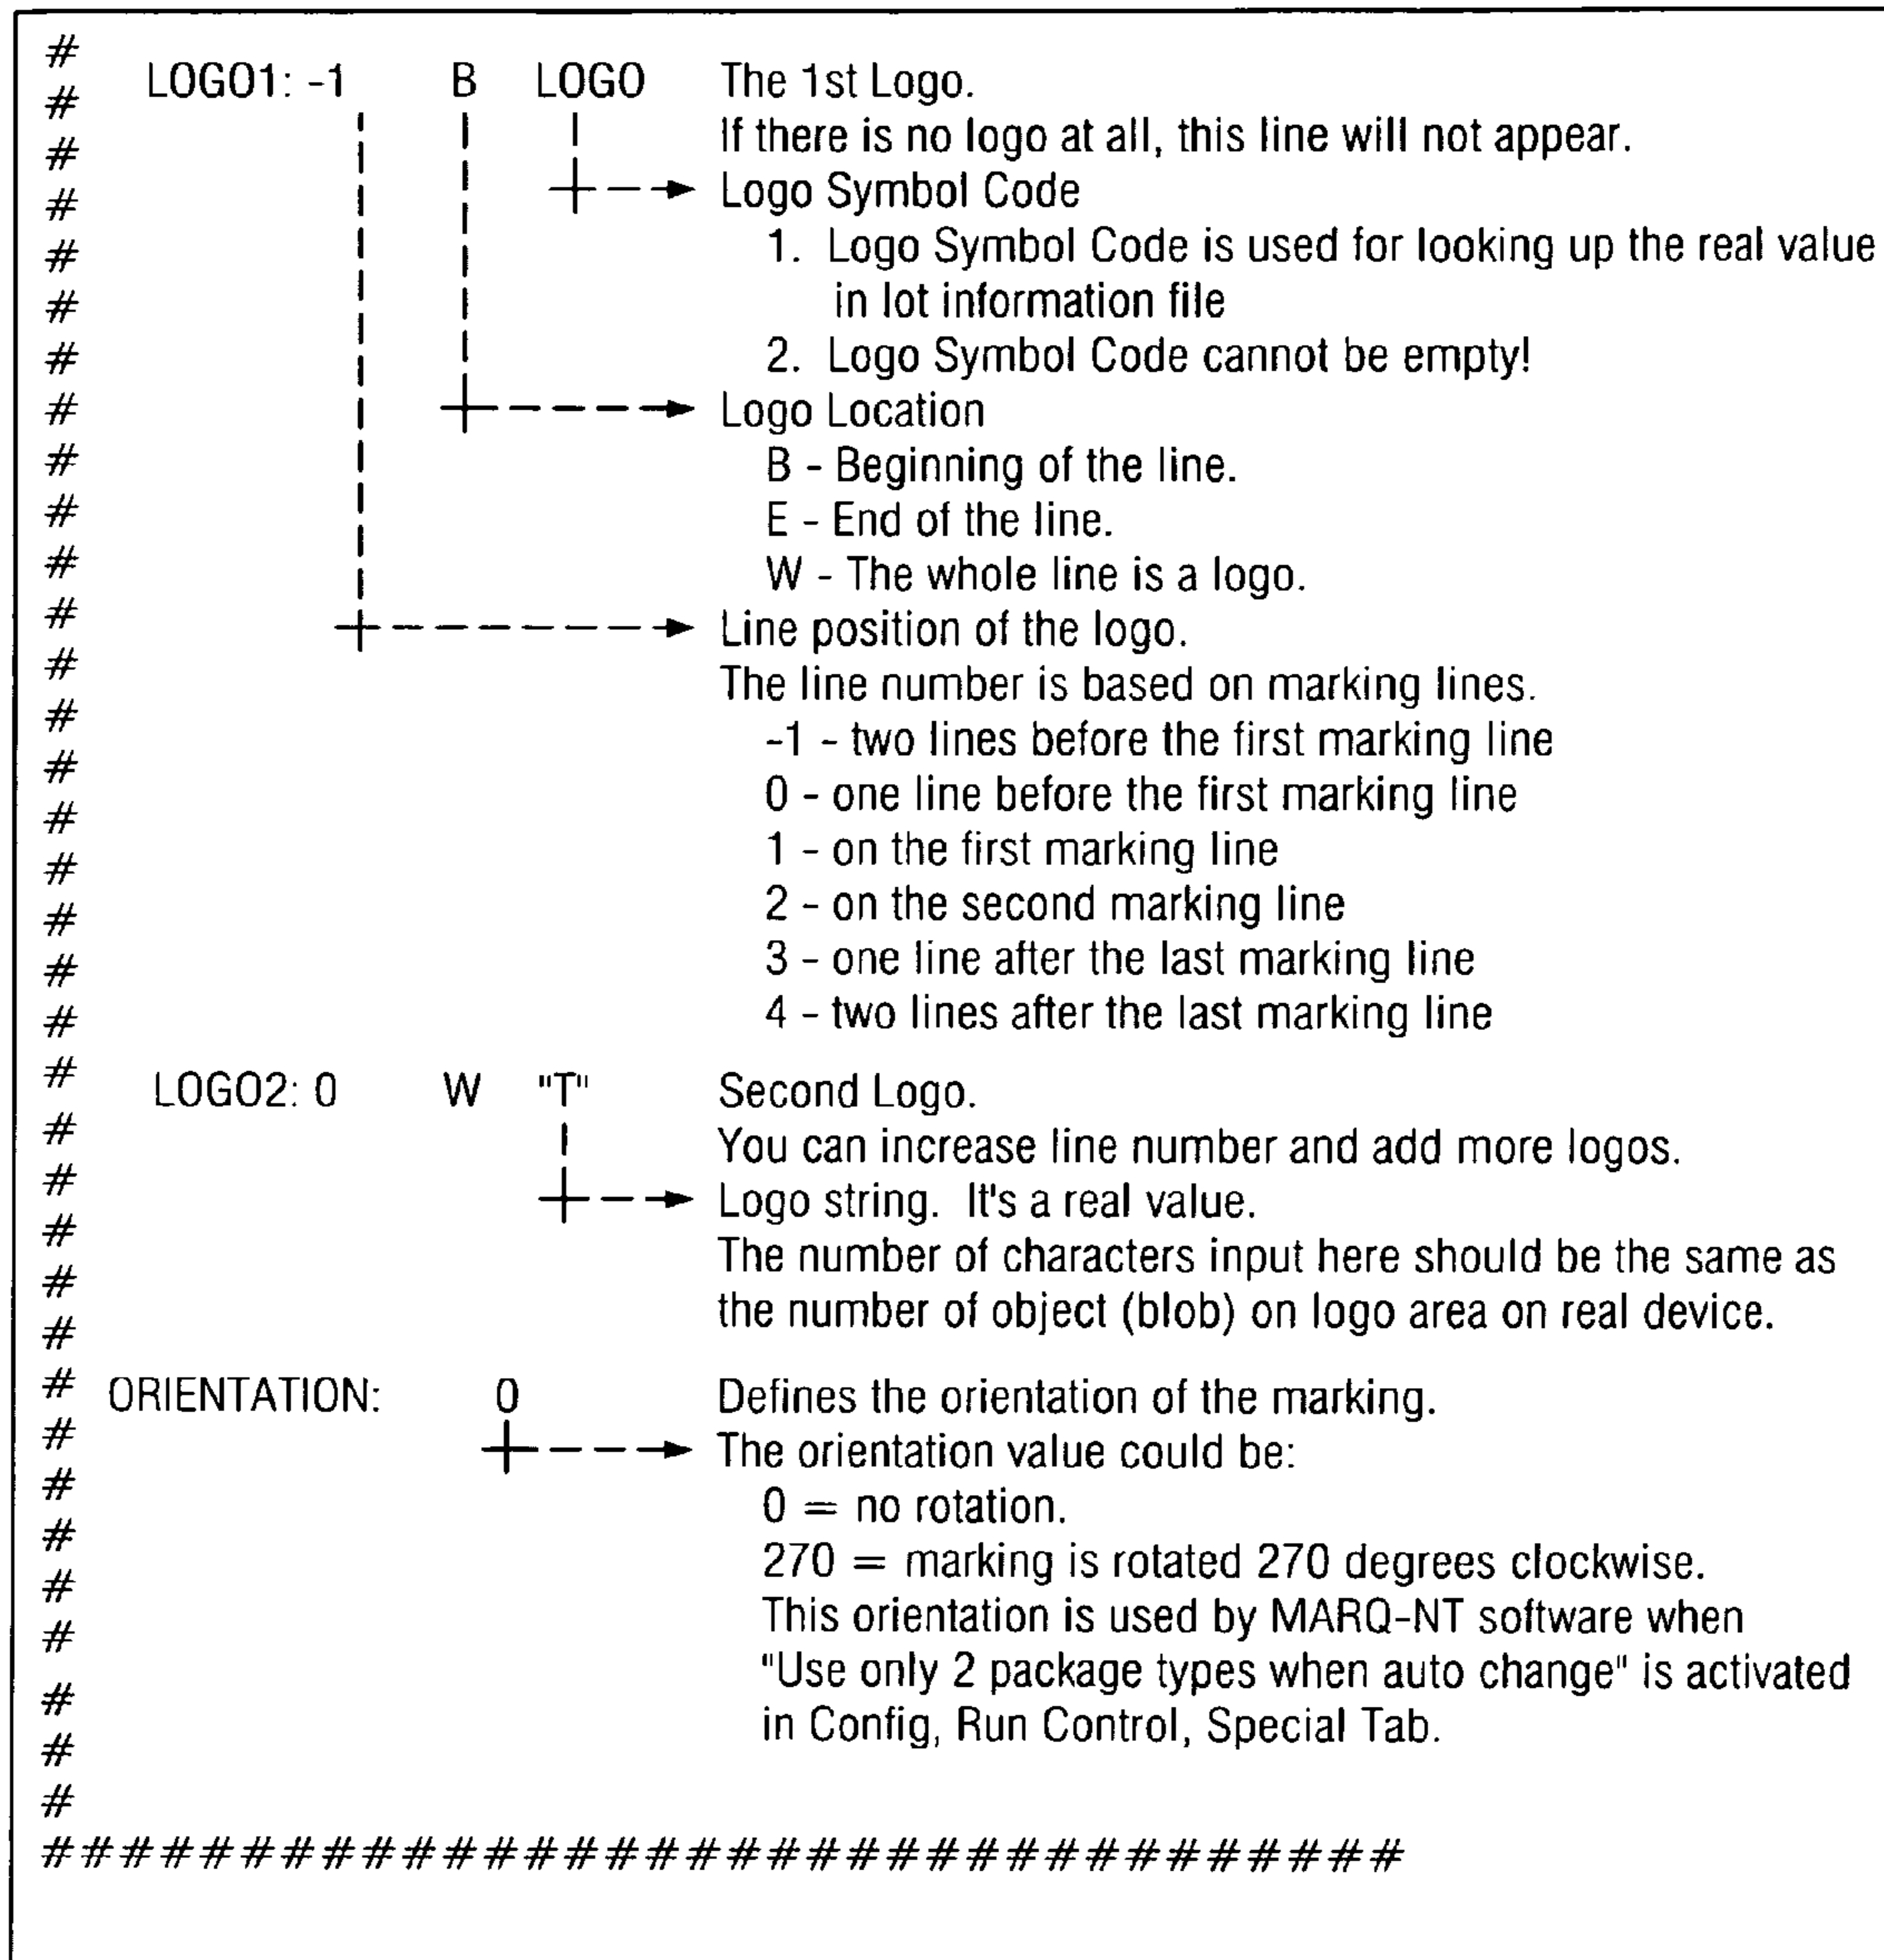 #
# LOGO1: -1 B LOGO The 1st Logo.
# If there is no logo at all, this line will not appear.
# Logo Symbol Code
# 1. Logo Symbol Code is used for looking up the real value
# in lot information file
# 2. Logo Symbol Code cannot be empty!
# Logo Location
# B - Beginning of the line.
# E - End of the line.
# W - The whole line is a logo.
# Line position of the logo.
# The line number is based on marking lines.
# -1 - two lines before the first marking line
# 0 - one line before the first marking line
# 1 - on the first marking line
# 2 - on the second marking line
# 3 - one line after the last marking line
# 4 - two lines after the last marking line
# LOGO2: 0 W "T" Second Logo.
# You can increase line number and add more logos.
# Logo string. It's a real value.
# The number of characters input here should be the same as
# the number of object (blob) on logo area on real device.
#
# ORIENTATION: 0 Defines the orientation of the marking.
# The orientation value could be:
# 0 = no rotation.
# 270 = marking is rotated 270 degrees clockwise.
# This orientation is used by MARQ-NT software when
# "Use only 2 package types when auto change" is activated
# in Config, Run Control, Special Tab.
#
#
##################################